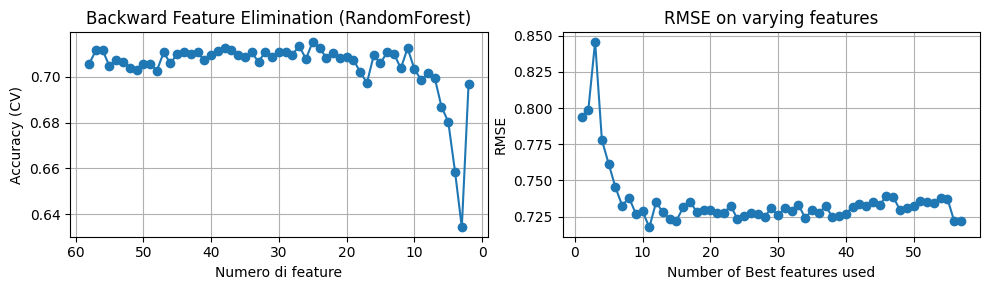 Backward Feature Elimination (RandomForest)
Accuracy (CV)
0.70
0.68
0.66
0.64
60 50 40 30 20 10 0
Numero di feature
RMSE on varying features
RMSE
0.850
0.825
0.800
0.775
0.750
0.725
0 10 20 30 40 50
Number of Best features used